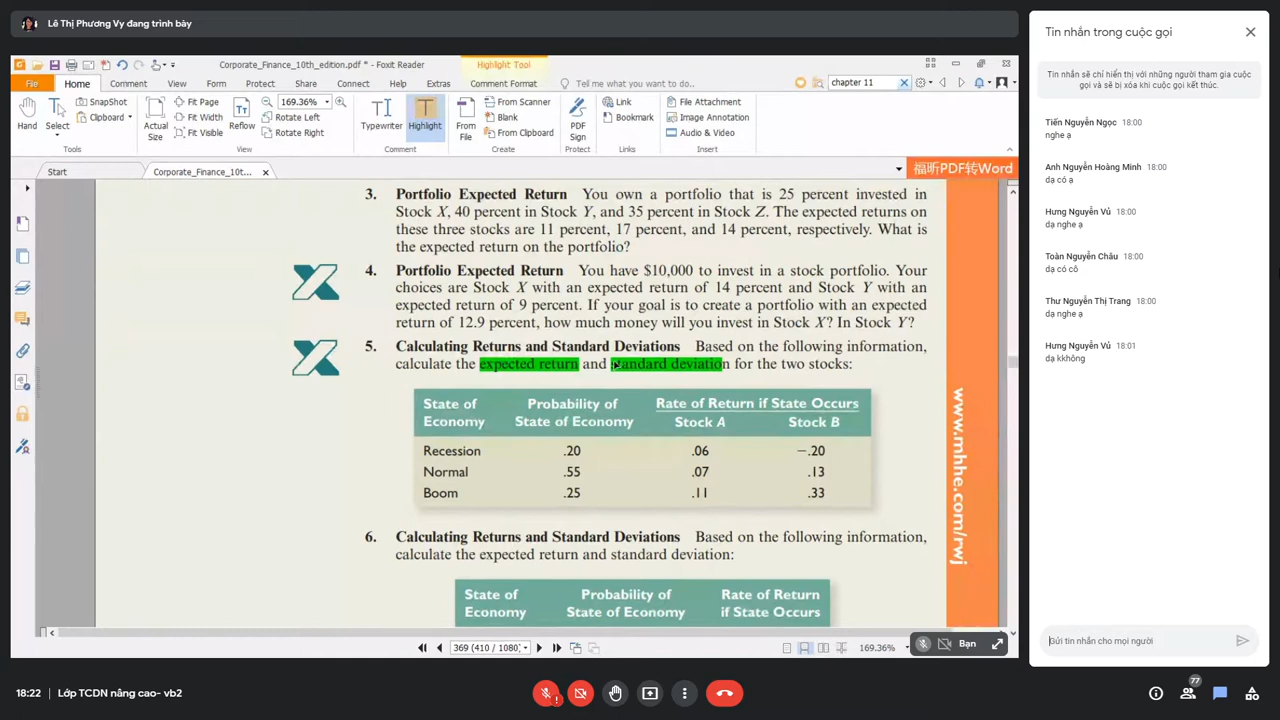 Lê Thị Phương Vy đang trình bày
Corporate_Finance_10th_edition.pdf * - Foxit Reader
Highlight Tool
File
Home
Comment
View
Form
Protect
Share
Connect
Help
Extras
Comment Format
Tell me what you want to do...
chapter 11
Hand
Select
SnapShot
Clipboard
Tools
Actual Size
Fit Page
Fit Width
Fit Visible
Reflow
169.36%
Rotate Left
Rotate Right
View
Typewriter
Highlight
Comment
From File
From Scanner
Blank
From Clipboard
Create
PDF Sign
Protect
Link
Bookmark
Links
File Attachment
Image Annotation
Audio & Video
Insert
Start
Corporate_Finance_10th...
福昕PDF转Word
3. Portfolio Expected Return You own a portfolio that is 25 percent invested in
Stock X, 40 percent in Stock Y, and 35 percent in Stock Z. The expected returns on
these three stocks are 11 percent, 17 percent, and 14 percent, respectively. What is
the expected return on the portfolio?
4. Portfolio Expected Return You have $10,000 to invest in a stock portfolio. Your
choices are Stock X with an expected return of 14 percent and Stock Y with an
expected return of 9 percent. If your goal is to create a portfolio with an expected
return of 12.9 percent, how much money will you invest in Stock X? In Stock Y?
5. Calculating Returns and Standard Deviations Based on the following information,
calculate the expected return and standard deviation for the two stocks:
State of Economy
Probability of State of Economy
Rate of Return if State Occurs
Stock A
Stock B
Recession .20 .06 −.20
Normal .55 .07 .13
Boom .25 .11 .33
6. Calculating Returns and Standard Deviations Based on the following information,
calculate the expected return and standard deviation:
State of Economy
Probability of State of Economy
Rate of Return if State Occurs
www.mhhe.com/rwj
369 (410 / 1080)
169.36%
Bạn
Tin nhắn trong cuộc gọi
Tin nhắn sẽ chỉ hiển thị với những người tham gia cuộc
gọi và sẽ bị xóa khi cuộc gọi kết thúc.
Tiến Nguyễn Ngọc 18:00
nghe ạ
Anh Nguyễn Hoàng Minh 18:00
dạ có ạ
Hưng Nguyễn Vủ 18:00
dạ nghe ạ
Toàn Nguyễn Châu 18:00
dạ có cô
Thư Nguyễn Thị Trang 18:00
dạ nghe ạ
Hưng Nguyễn Vủ 18:01
dạ kkhông
Gửi tin nhắn cho mọi người
18:22
Lớp TCDN nâng cao- vb2
77